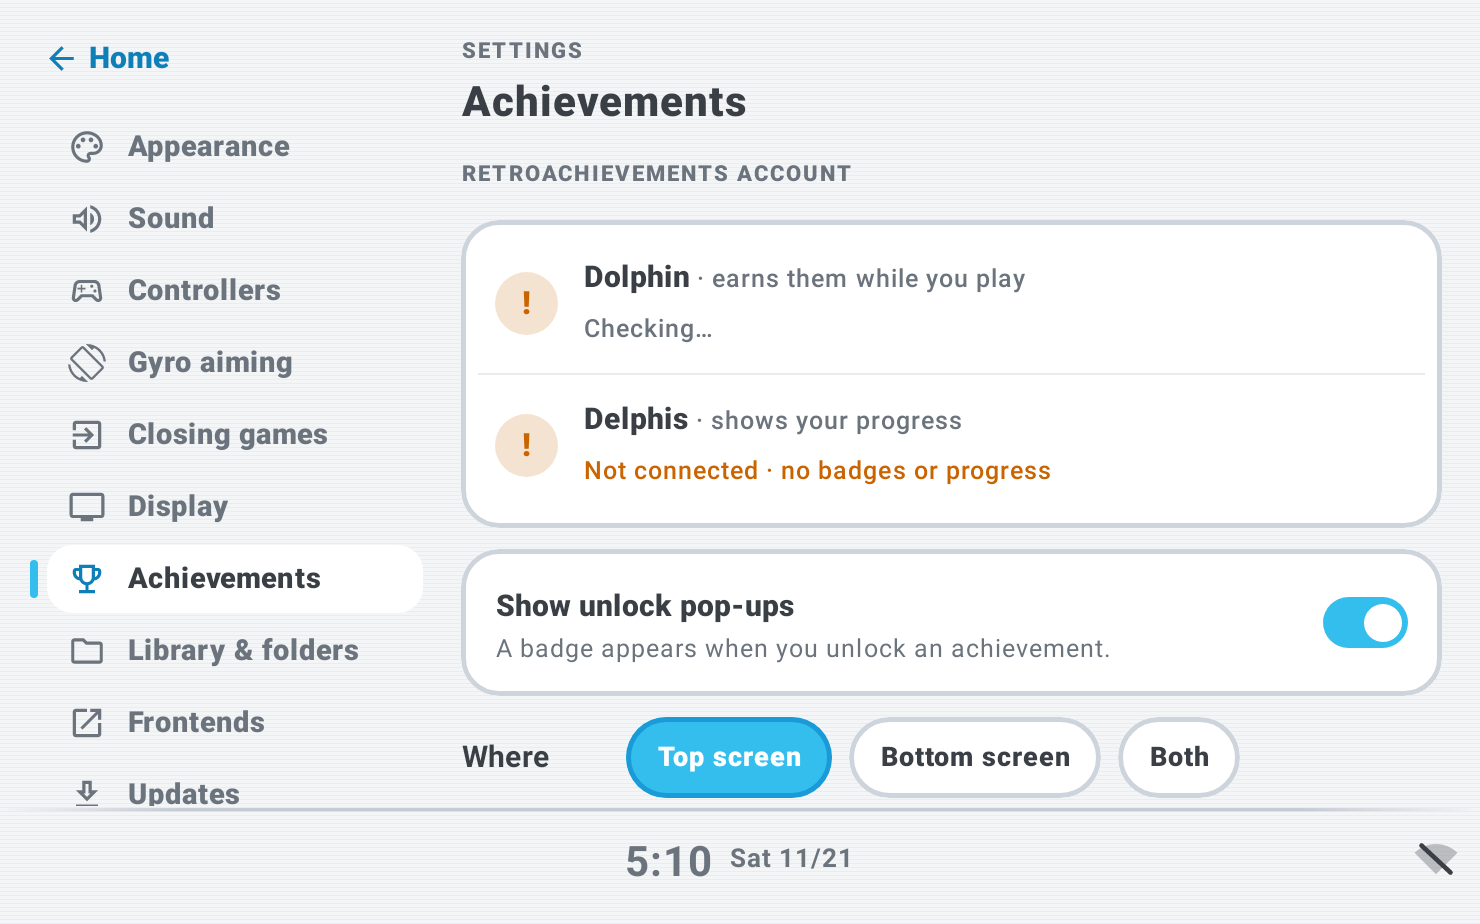 Home
Appearance
Sound
Controllers
Gyro aiming
Closing games
Display
Achievements
Library & folders
Frontends
Updates
SETTINGS
Achievements
RETROACHIEVEMENTS ACCOUNT
!
Dolphin · earns them while you play
Checking…
!
Delphis · shows your progress
Not connected · no badges or progress
Show unlock pop-ups
A badge appears when you unlock an achievement.
Where
Top screen
Bottom screen
Both
5:10 Sat 11/21